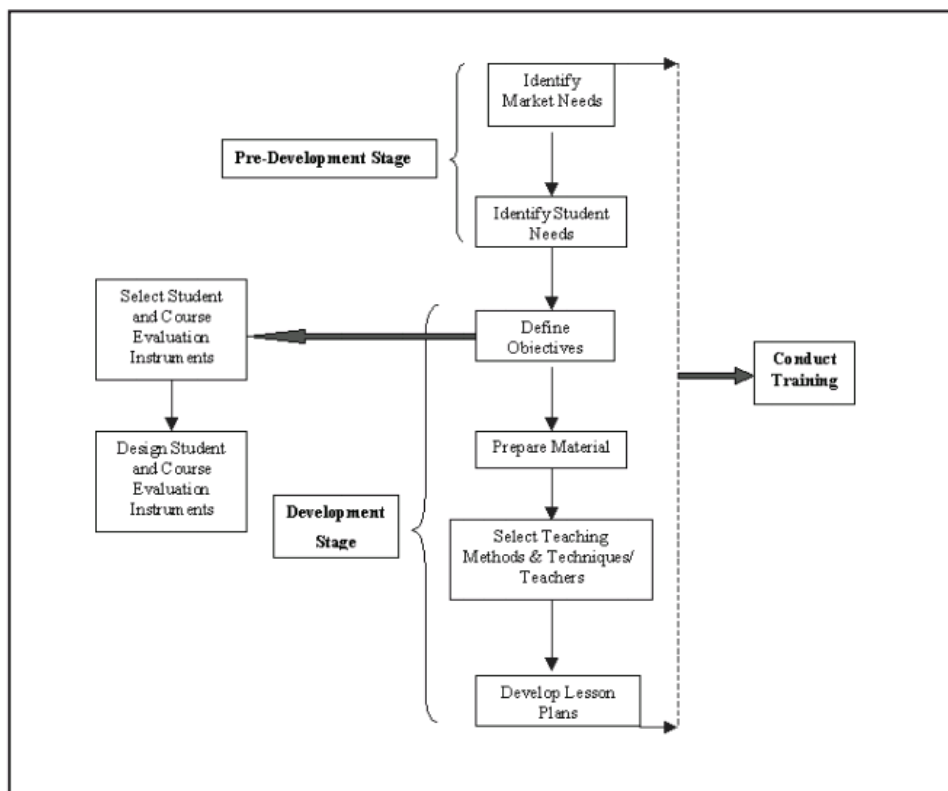 Identify
Market Needs
Pre-Development Stage
Identify Student
Needs
Select Student
and Course
Evaluation
Instruments
Define
Objectives
Conduct
Training
Design Student
and Course
Evaluation
Instruments
Prepare Material
Development
Stage
Select Teaching
Methods & Techniques/
Teachers
Develop Lesson
Plans